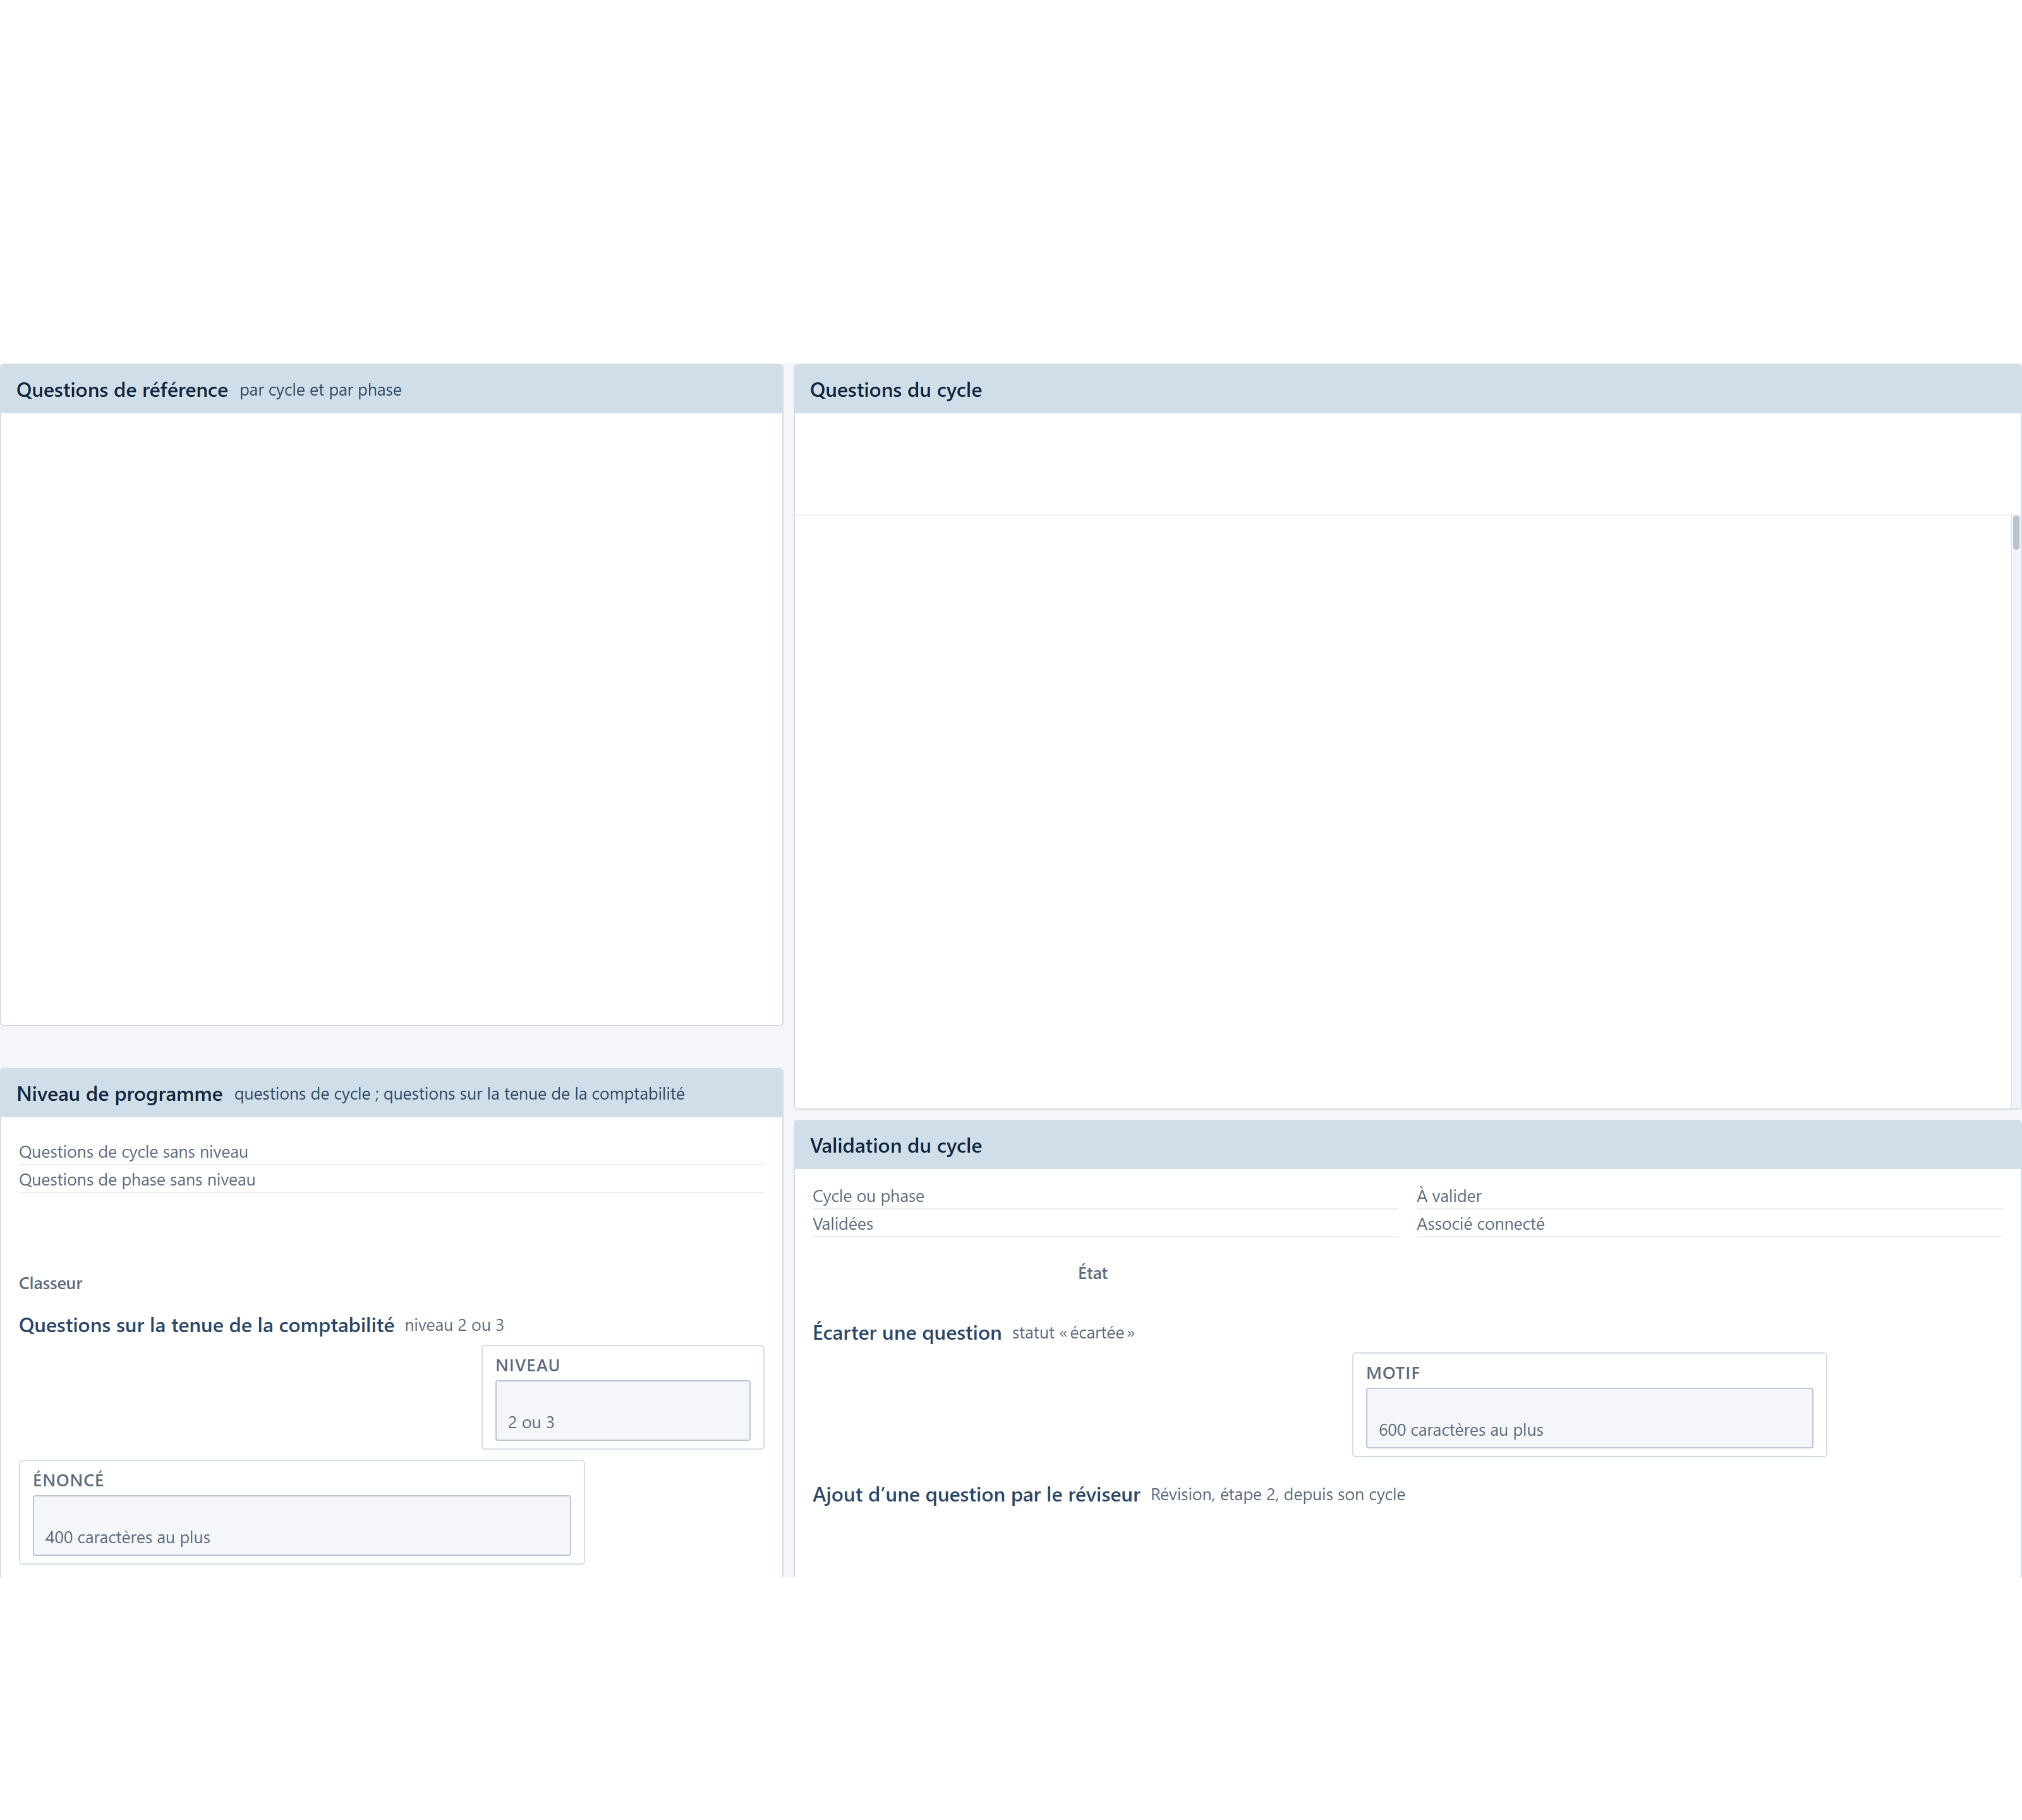 Questions de référence par cycle et par phase
Questions du cycle
Niveau de programme questions de cycle ; questions sur la tenue de la comptabilité
Questions de cycle sans niveau
Questions de phase sans niveau
Classeur
Questions sur la tenue de la comptabilité niveau 2 ou 3
NIVEAU
2 ou 3
ÉNONCÉ
400 caractères au plus
Validation du cycle
Cycle ou phase
À valider
Validées
Associé connecté
État
Écarter une question statut « écartée »
MOTIF
600 caractères au plus
Ajout d’une question par le réviseur Révision, étape 2, depuis son cycle